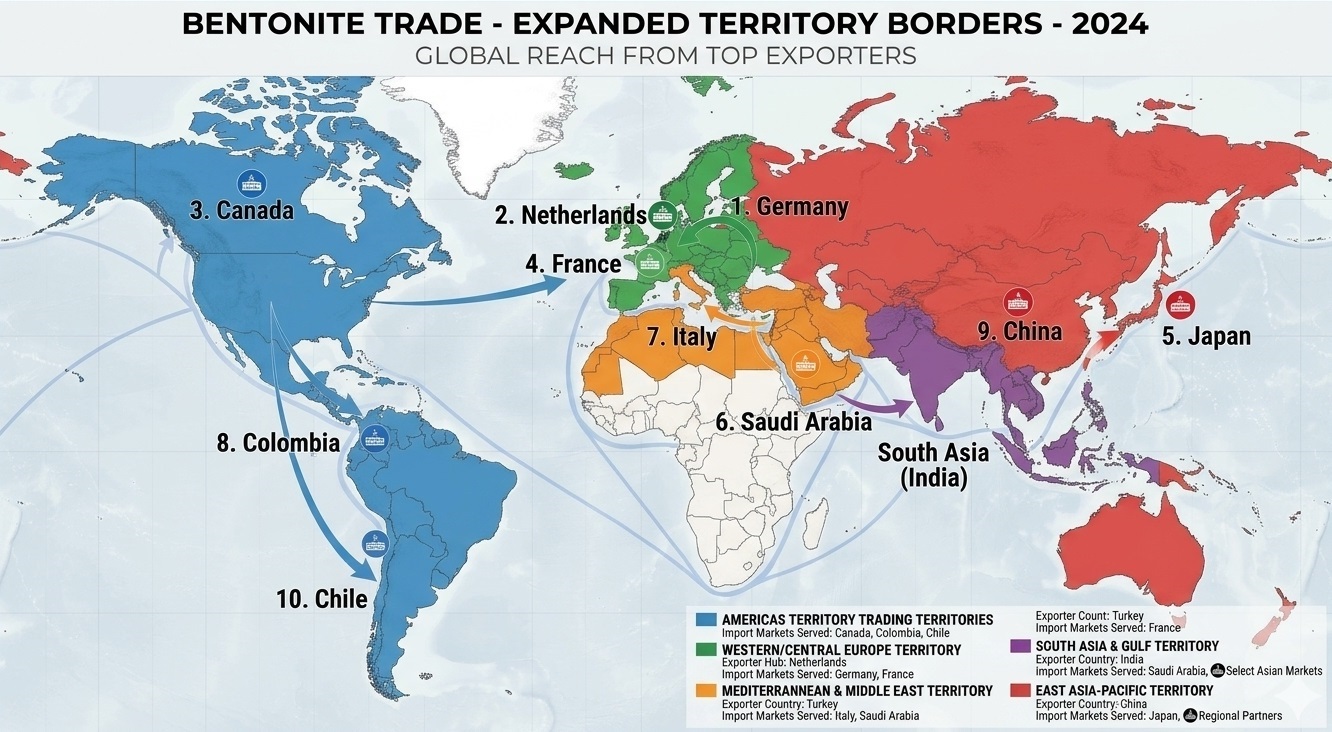 BENTONITE TRADE - EXPANDED TERRITORY BORDERS - 2024
GLOBAL REACH FROM TOP EXPORTERS
3. Canada
2. Netherlands
1. Germany
4. France
7. Italy
9. China
5. Japan
6. Saudi Arabia
8. Colombia
South Asia
(India)
10. Chile
AMERICAS TERRITORY TRADING TERRITORIES
Import Markets Served: Canada, Colombia, Chile
WESTERN/CENTRAL EUROPE TERRITORY
Exporter Hub: Netherlands
Import Markets Served: Germany, France
MEDITERRANNEAN & MIDDLE EAST TERRITORY
Exporter Country: Turkey
Import Markets Served: Italy, Saudi Arabia
Exporter Count: Turkey
Import Markets Served: France
SOUTH ASIA & GULF TERRITORY
Exporter Country: India
Import Markets Served: Saudi Arabia, Select Asian Markets
EAST ASIA-PACIFIC TERRITORY
Exporter Country: China
Import Markets Served: Japan, Regional Partners